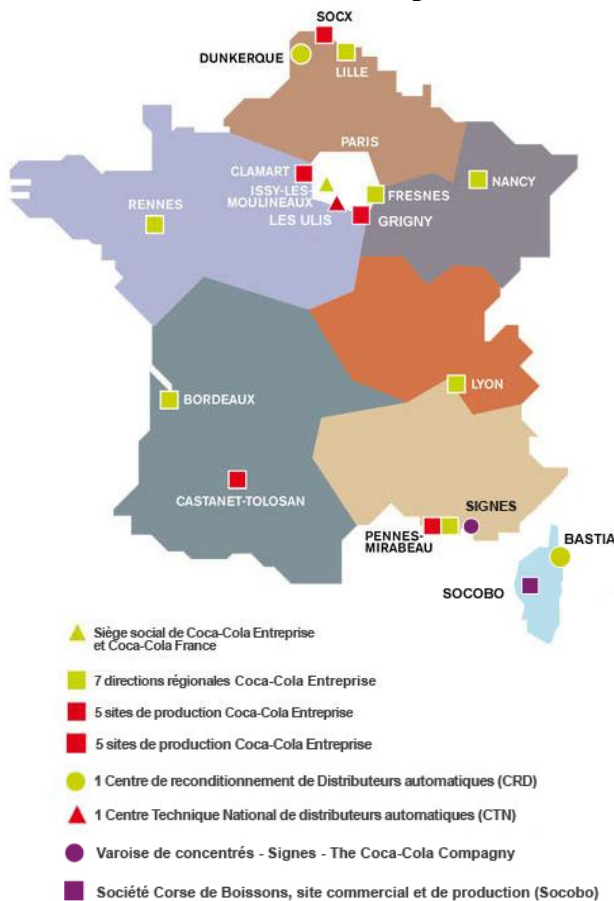 SOCX
DUNKERQUE
LILLE
PARIS
CLAMART
NANCY
ISSY-LES-
MOULINEAUX
FRESNES
RENNES
LES ULIS
GRIGNY
LYON
BORDEAUX
CASTANET-TOLOSAN
SIGNES
PENNES-
MIRABEAU
BASTIA
SOCOBO
Siège social de Coca-Cola Entreprise
et Coca-Cola France
7 directions régionales Coca-Cola Entreprise
5 sites de production Coca-Cola Entreprise
5 sites de production Coca-Cola Entreprise
1 Centre de reconditionnement de Distributeurs automatiques (CRD)
1 Centre Technique National de distributeurs automatiques (CTN)
Varoise de concentrés - Signes - The Coca-Cola Compagny
Société Corse de Boissons, site commercial et de production (Socobo)